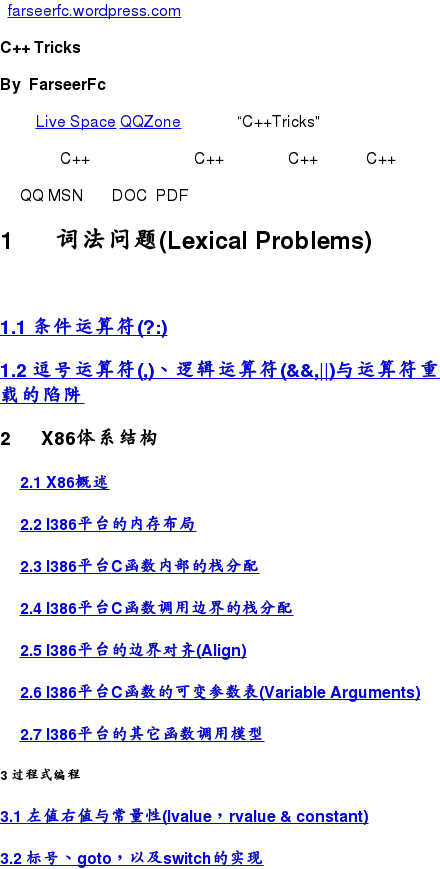 farseerfc.wordpress.com
C++ Tricks
By FarseerFc
Live Space QQZone “C++Tricks"
C++ C++ C++ C++
QQ MSN DOC PDF
1 词法问题(Lexical Problems)
1.1 条件运算符(?:)
1.2 逗号运算符(,)、逻辑运算符(&&,||)与运算符重
载的陷阱
2 X86体系结构
2.1 X86概述
2.2 I386平台的内存布局
2.3 I386平台C函数内部的栈分配
2.4 I386平台C函数调用边界的栈分配
2.5 I386平台的边界对齐(Align)
2.6 I386平台C函数的可变参数表(Variable Arguments)
2.7 I386平台的其它函数调用模型
3 过程式编程
3.1 左值右值与常量性(lvalue，rvalue & constant)
3.2 标号、goto，以及switch的实现